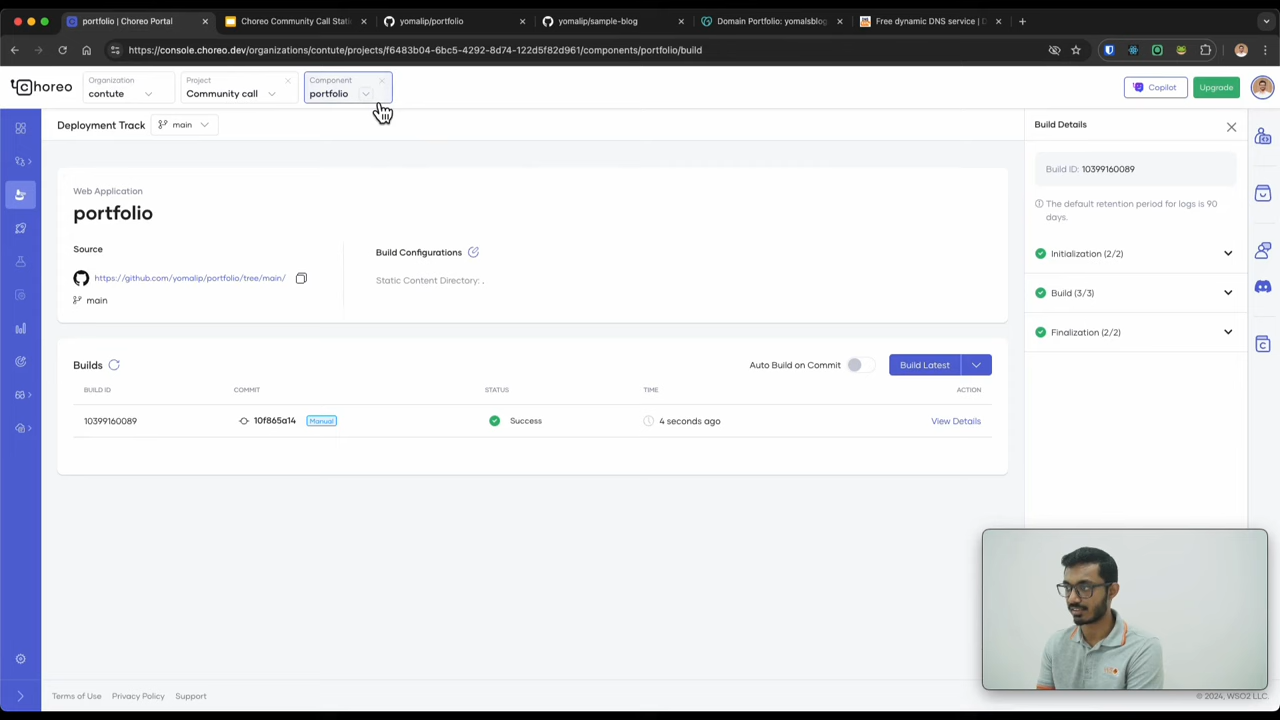 portfolio | Choreo Portal
Choreo Community Call Stati
yomalip/portfolio
yomalip/sample-blog
Domain Portfolio: yomalsblog
Free dynamic DNS service | D
https://console.choreo.dev/organizations/contute/projects/f6483b04-6bc5-4292-8d74-122d5f82d961/components/portfolio/build
Choreo
Organization
contute
Project
Community call
Component
portfolio
Copilot
Upgrade
Deployment Track
main
Build Details
Build ID: 10399160089
The default retention period for logs is 90
days.
Initialization (2/2)
Build (3/3)
Finalization (2/2)
Web Application
portfolio
Source
https://github.com/yomalip/portfolio/tree/main/
main
Build Configurations
Static Content Directory: .
Builds
Auto Build on Commit
Build Latest
BUILD ID COMMIT STATUS TIME ACTION
10399160089 10f865a14 Manual Success 4 seconds ago View Details
Terms of Use Privacy Policy Support
© 2024, WSO2 LLC.